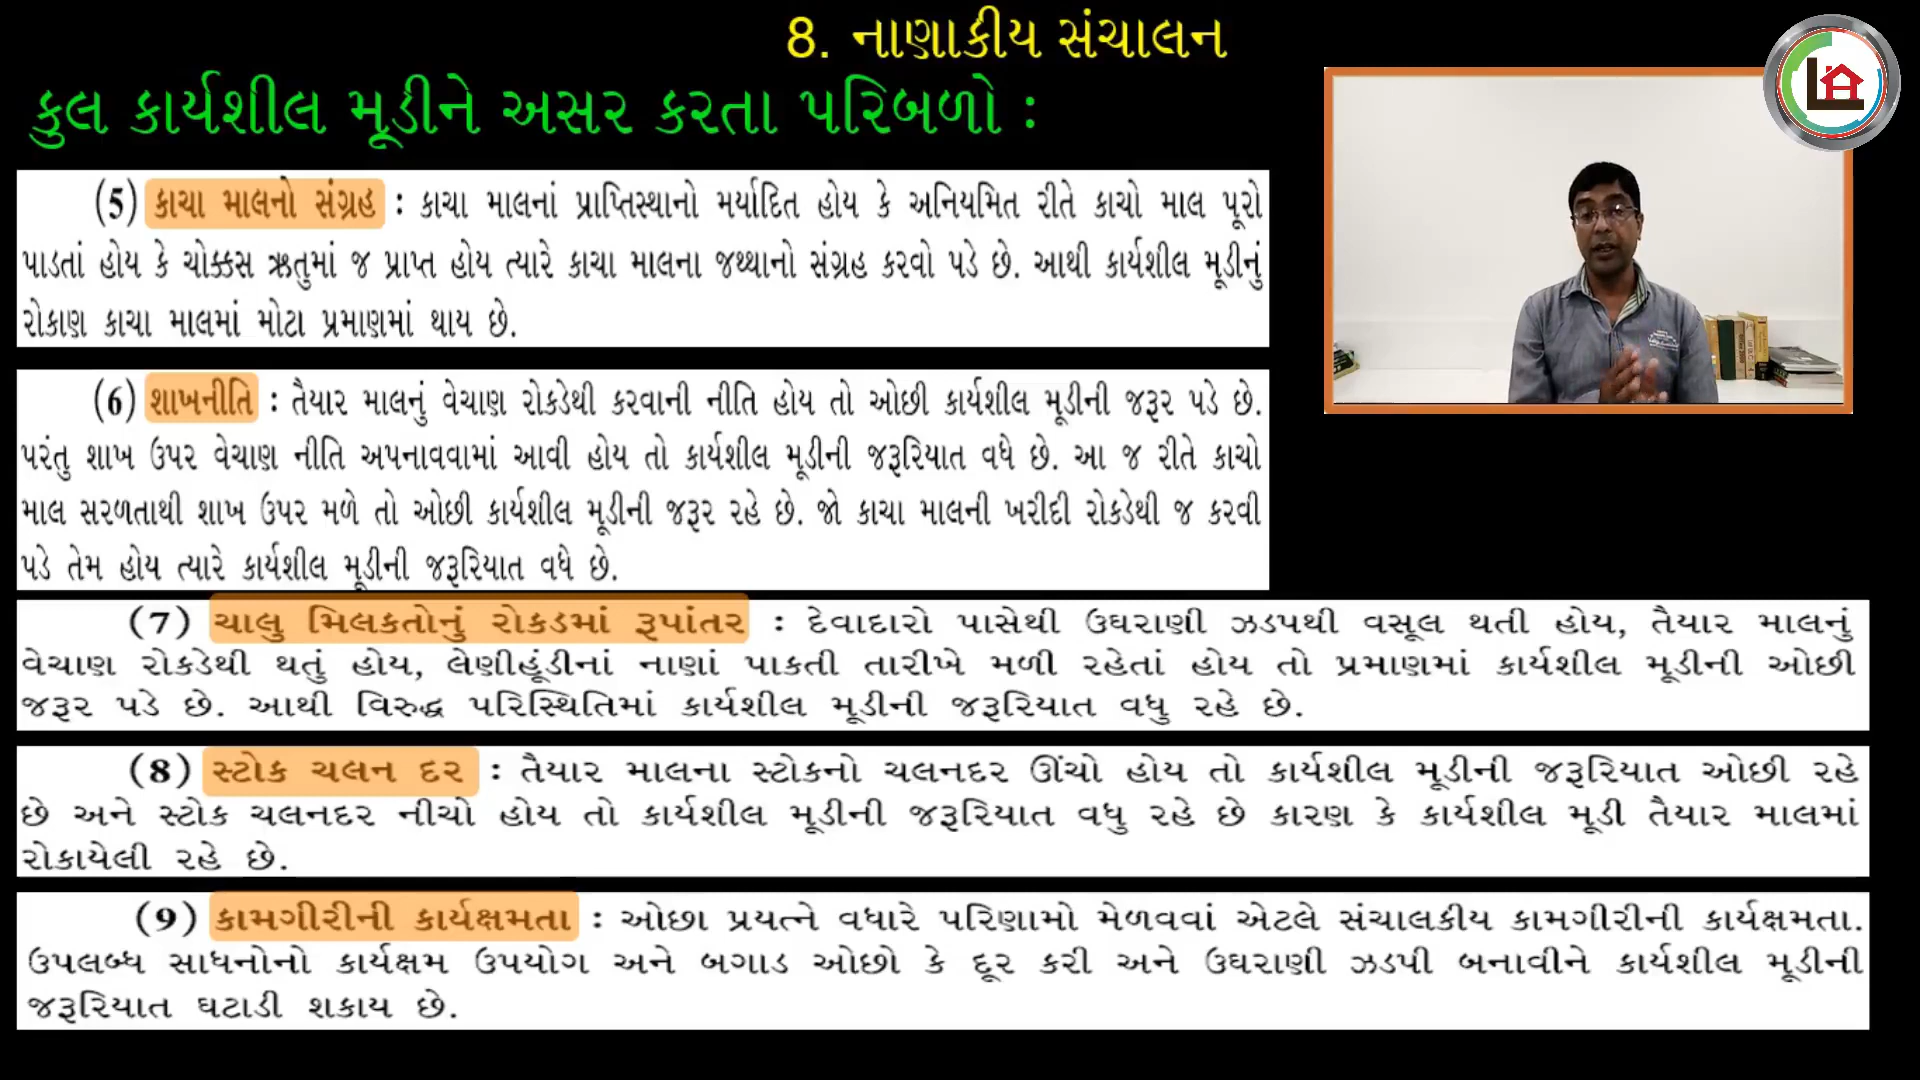 8. નાણાકીય સંચાલન
કુલ કાર્યશીલ મૂડીને અસર કરતા પરિબળો :
(5) કાચા માલનો સંગ્રહ : કાચા માલનાં પ્રાપ્તિસ્થાનો મર્યાદિત હોય કે અનિયમિત રીતે કાચો માલ પૂરો
પાડતાં હોય કે ચોક્કસ ઋતુમાં જ પ્રાપ્ત હોય ત્યારે કાચા માલના જથ્થાનો સંગ્રહ કરવો પડે છે. આથી કાર્યશીલ મૂડીનું
રોકાણ કાચા માલમાં મોટા પ્રમાણમાં થાય છે.
(6) શાખનીતિ : તૈયાર માલનું વેચાણ રોકડેથી કરવાની નીતિ હોય તો ઓછી કાર્યશીલ મૂડીની જરૂર પડે છે.
પરંતુ શાખ ઉપર વેચાણ નીતિ અપનાવવામાં આવી હોય તો કાર્યશીલ મૂડીની જરૂરિયાત વધે છે. આ જ રીતે કાચો
માલ સરળતાથી શાખ ઉપર મળે તો ઓછી કાર્યશીલ મૂડીની જરૂર રહે છે. જો કાચા માલની ખરીદી રોકડેથી જ કરવી
પડે તેમ હોય ત્યારે કાર્યશીલ મૂડીની જરૂરિયાત વધે છે.
(7) ચાલુ મિલકતોનું રોકડમાં રૂપાંતર : દેવાદારો પાસેથી ઉઘરાણી ઝડપથી વસૂલ થતી હોય, તૈયાર માલનું
વેચાણ રોકડેથી થતું હોય, લેણીહૂંડીનાં નાણાં પાકતી તારીખે મળી રહેતાં હોય તો પ્રમાણમાં કાર્યશીલ મૂડીની ઓછી
જરૂર પડે છે. આથી વિરુદ્ધ પરિસ્થિતિમાં કાર્યશીલ મૂડીની જરૂરિયાત વધુ રહે છે.
(8) સ્ટોક ચલન દર : તૈયાર માલના સ્ટોકનો ચલનદર ઊંચો હોય તો કાર્યશીલ મૂડીની જરૂરિયાત ઓછી રહે
છે અને સ્ટોક ચલનદર નીચો હોય તો કાર્યશીલ મૂડીની જરૂરિયાત વધુ રહે છે કારણ કે કાર્યશીલ મૂડી તૈયાર માલમાં
રોકાયેલી રહે છે.
(9) કામગીરીની કાર્યક્ષમતા : ઓછા પ્રયત્ને વધારે પરિણામો મેળવવાં એટલે સંચાલકીય કામગીરીની કાર્યક્ષમતા.
ઉપલબ્ધ સાધનોનો કાર્યક્ષમ ઉપયોગ અને બગાડ ઓછો કે દૂર કરી અને ઉઘરાણી ઝડપી બનાવીને કાર્યશીલ મૂડીની
જરૂરિયાત ઘટાડી શકાય છે.